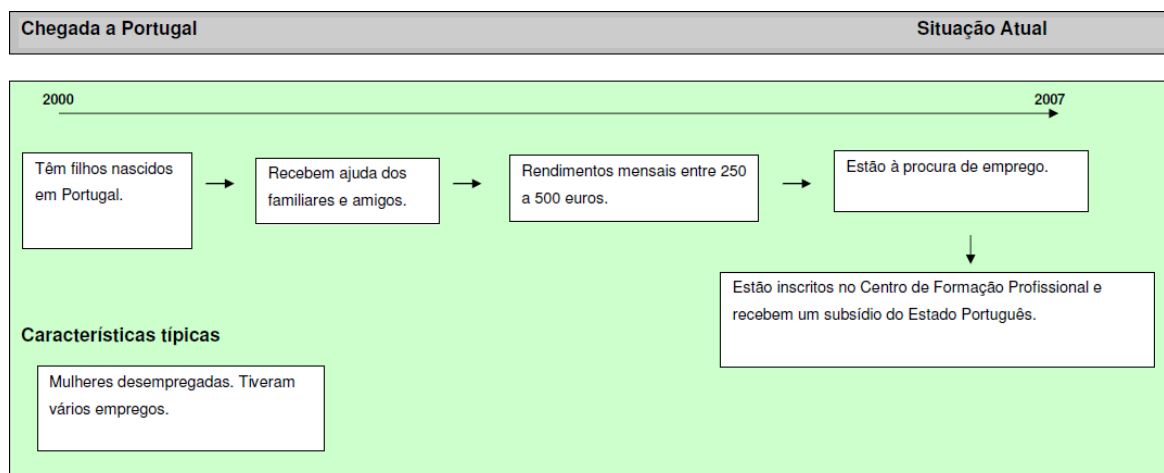 Chegada a Portugal
Situação Atual
2000
2007
Têm filhos nascidos
em Portugal.
Recebem ajuda dos
familiares e amigos.
Rendimentos mensais entre 250
a 500 euros.
Estão à procura de emprego.
Estão inscritos no Centro de Formação Profissional e
recebem um subsídio do Estado Português.
Características típicas
Mulheres desempregadas. Tiveram
vários empregos.